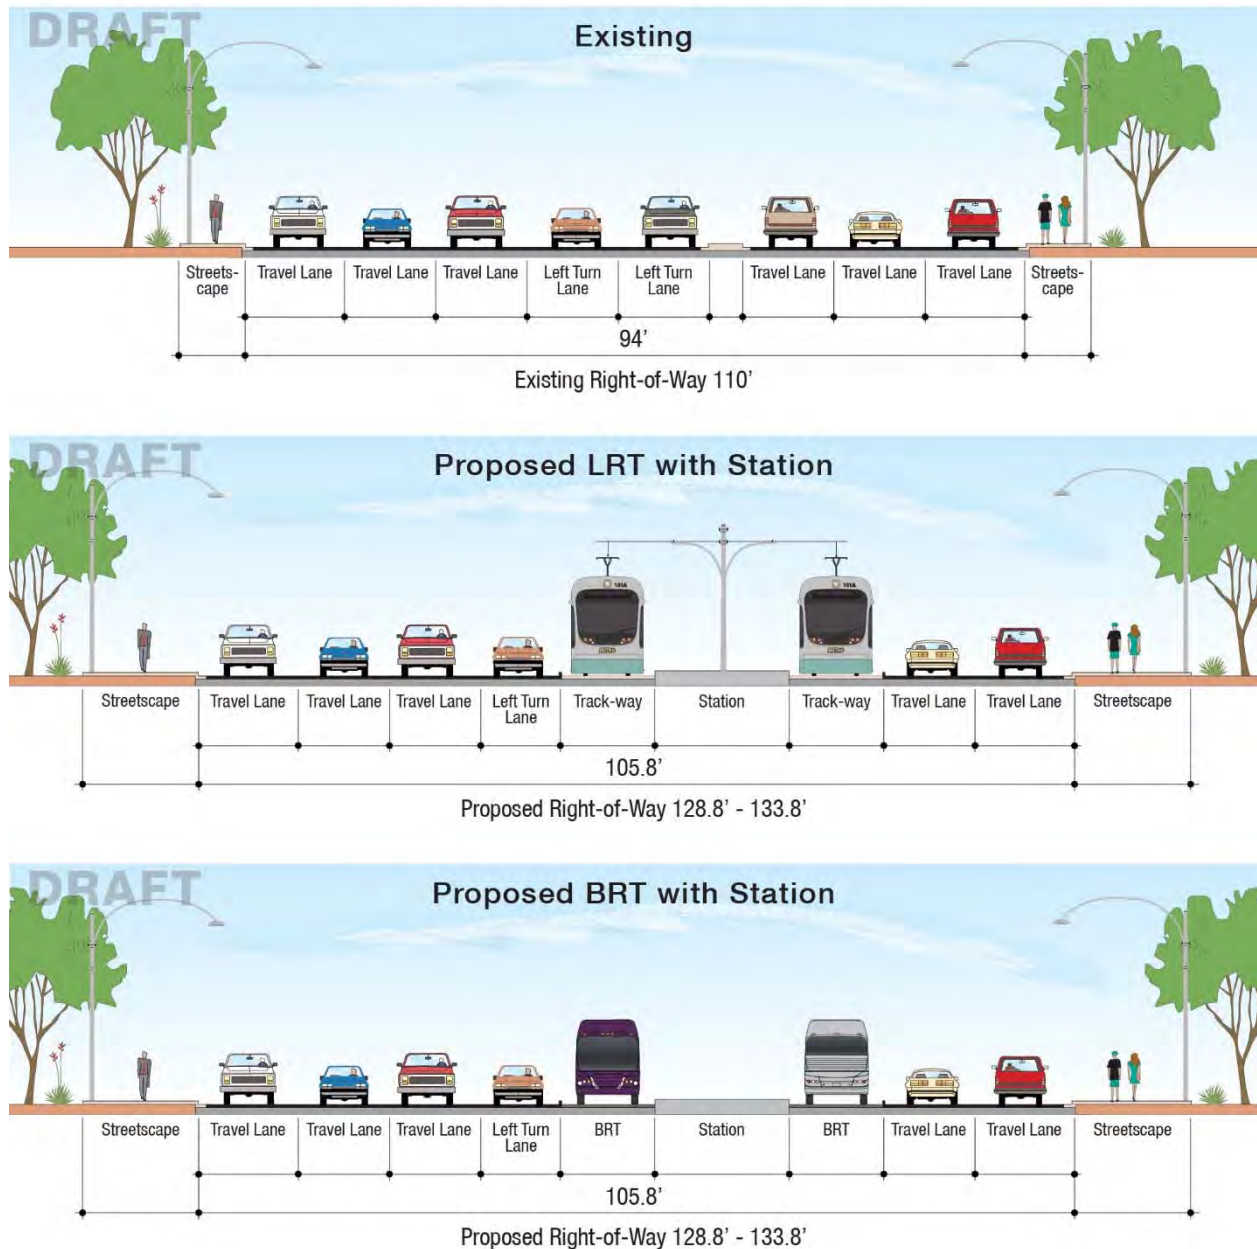 DRAFT
Existing
Streets-
cape
Travel Lane
Travel Lane
Travel Lane
Left Turn
Lane
Left Turn
Lane
Travel Lane
Travel Lane
Travel Lane
Streets-
cape
94’
Existing Right-of-Way 110’
DRAFT
Proposed LRT with Station
101A
METRO
101A
METRO
Streetscape
Travel Lane
Travel Lane
Travel Lane
Left Turn
Lane
Track-way
Station
Track-way
Travel Lane
Travel Lane
Streetscape
105.8’
Proposed Right-of-Way 128.8’ - 133.8’
DRAFT
Proposed BRT with Station
Streetscape
Travel Lane
Travel Lane
Travel Lane
Left Turn
Lane
BRT
Station
BRT
Travel Lane
Travel Lane
Streetscape
105.8’
Proposed Right-of-Way 128.8’ - 133.8’